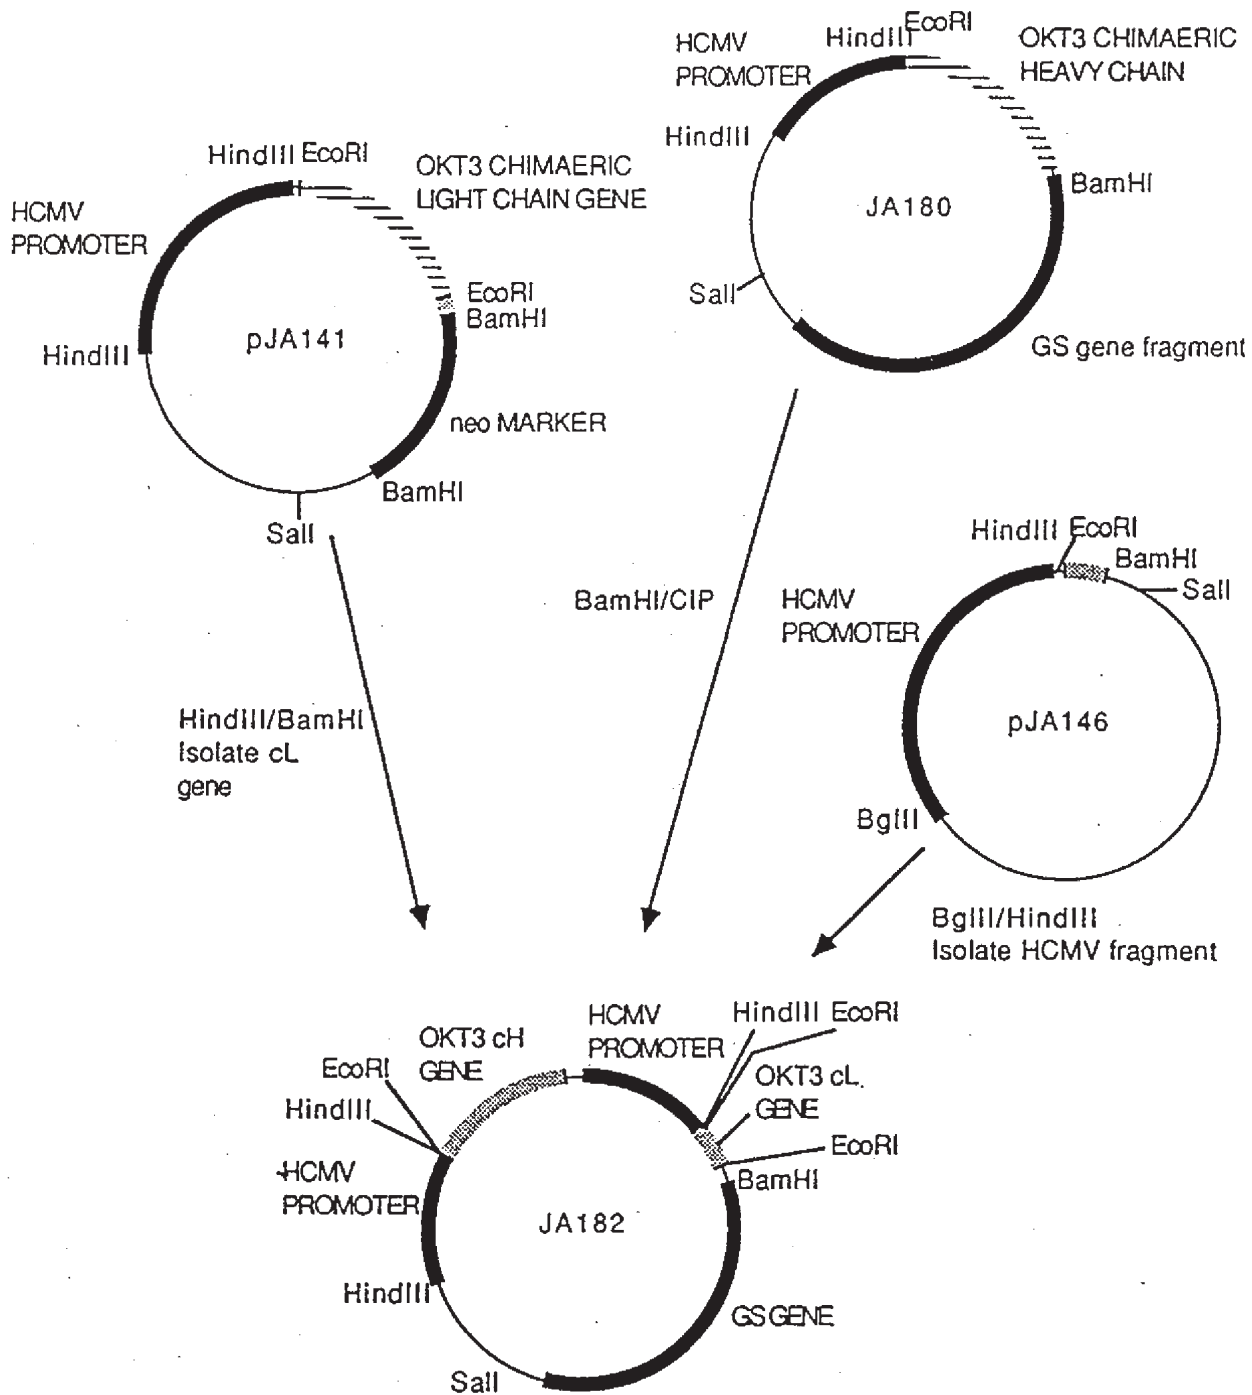 HCMV
PROMOTER
HindIII EcoRI
OKT3 CHIMAERIC
LIGHT CHAIN GENE
EcoRI
BamHI
pJA141
HindIII
neo MARKER
BamHI
SalI
HCMV
PROMOTER
HindIII EcoRI
OKT3 CHIMAERIC
HEAVY CHAIN
HindIII
BamHI
JA180
SalI
GS gene fragment
HindIII EcoRI
BamHI
SalI
HCMV
PROMOTER
pJA146
BglII
BamHI/CIP
HindIII/BamHI
Isolate cL
gene
BglII/HindIII
Isolate HCMV fragment
HCMV
PROMOTER
HindIII EcoRI
OKT3 cH
GENE
EcoRI
HindIII
OKT3 cL
GENE
EcoRI
BamHI
HCMV
PROMOTER
JA182
HindIII
GS GENE
SalI